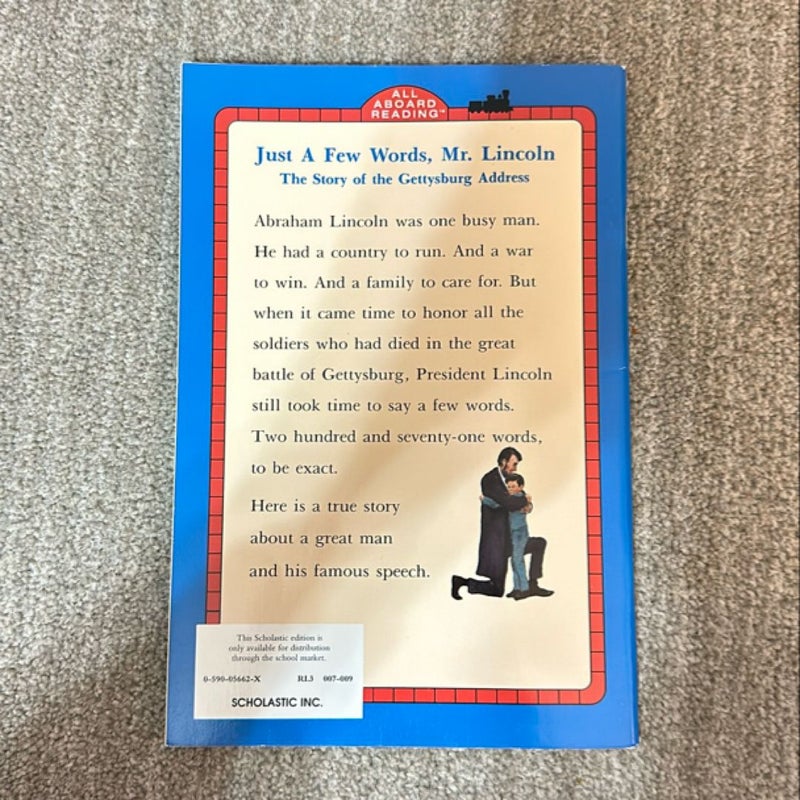 ALL
ABOARD
READING™
Just A Few Words, Mr. Lincoln
The Story of the Gettysburg Address
Abraham Lincoln was one busy man.
He had a country to run. And a war
to win. And a family to care for. But
when it came time to honor all the
soldiers who had died in the great
battle of Gettysburg, President Lincoln
still took time to say a few words.
Two hundred and seventy-one words,
to be exact.
Here is a true story
about a great man
and his famous speech.
This Scholastic edition is
only available for distribution
through the school market.
0-590-05662-X RL3 007-009
SCHOLASTIC INC.